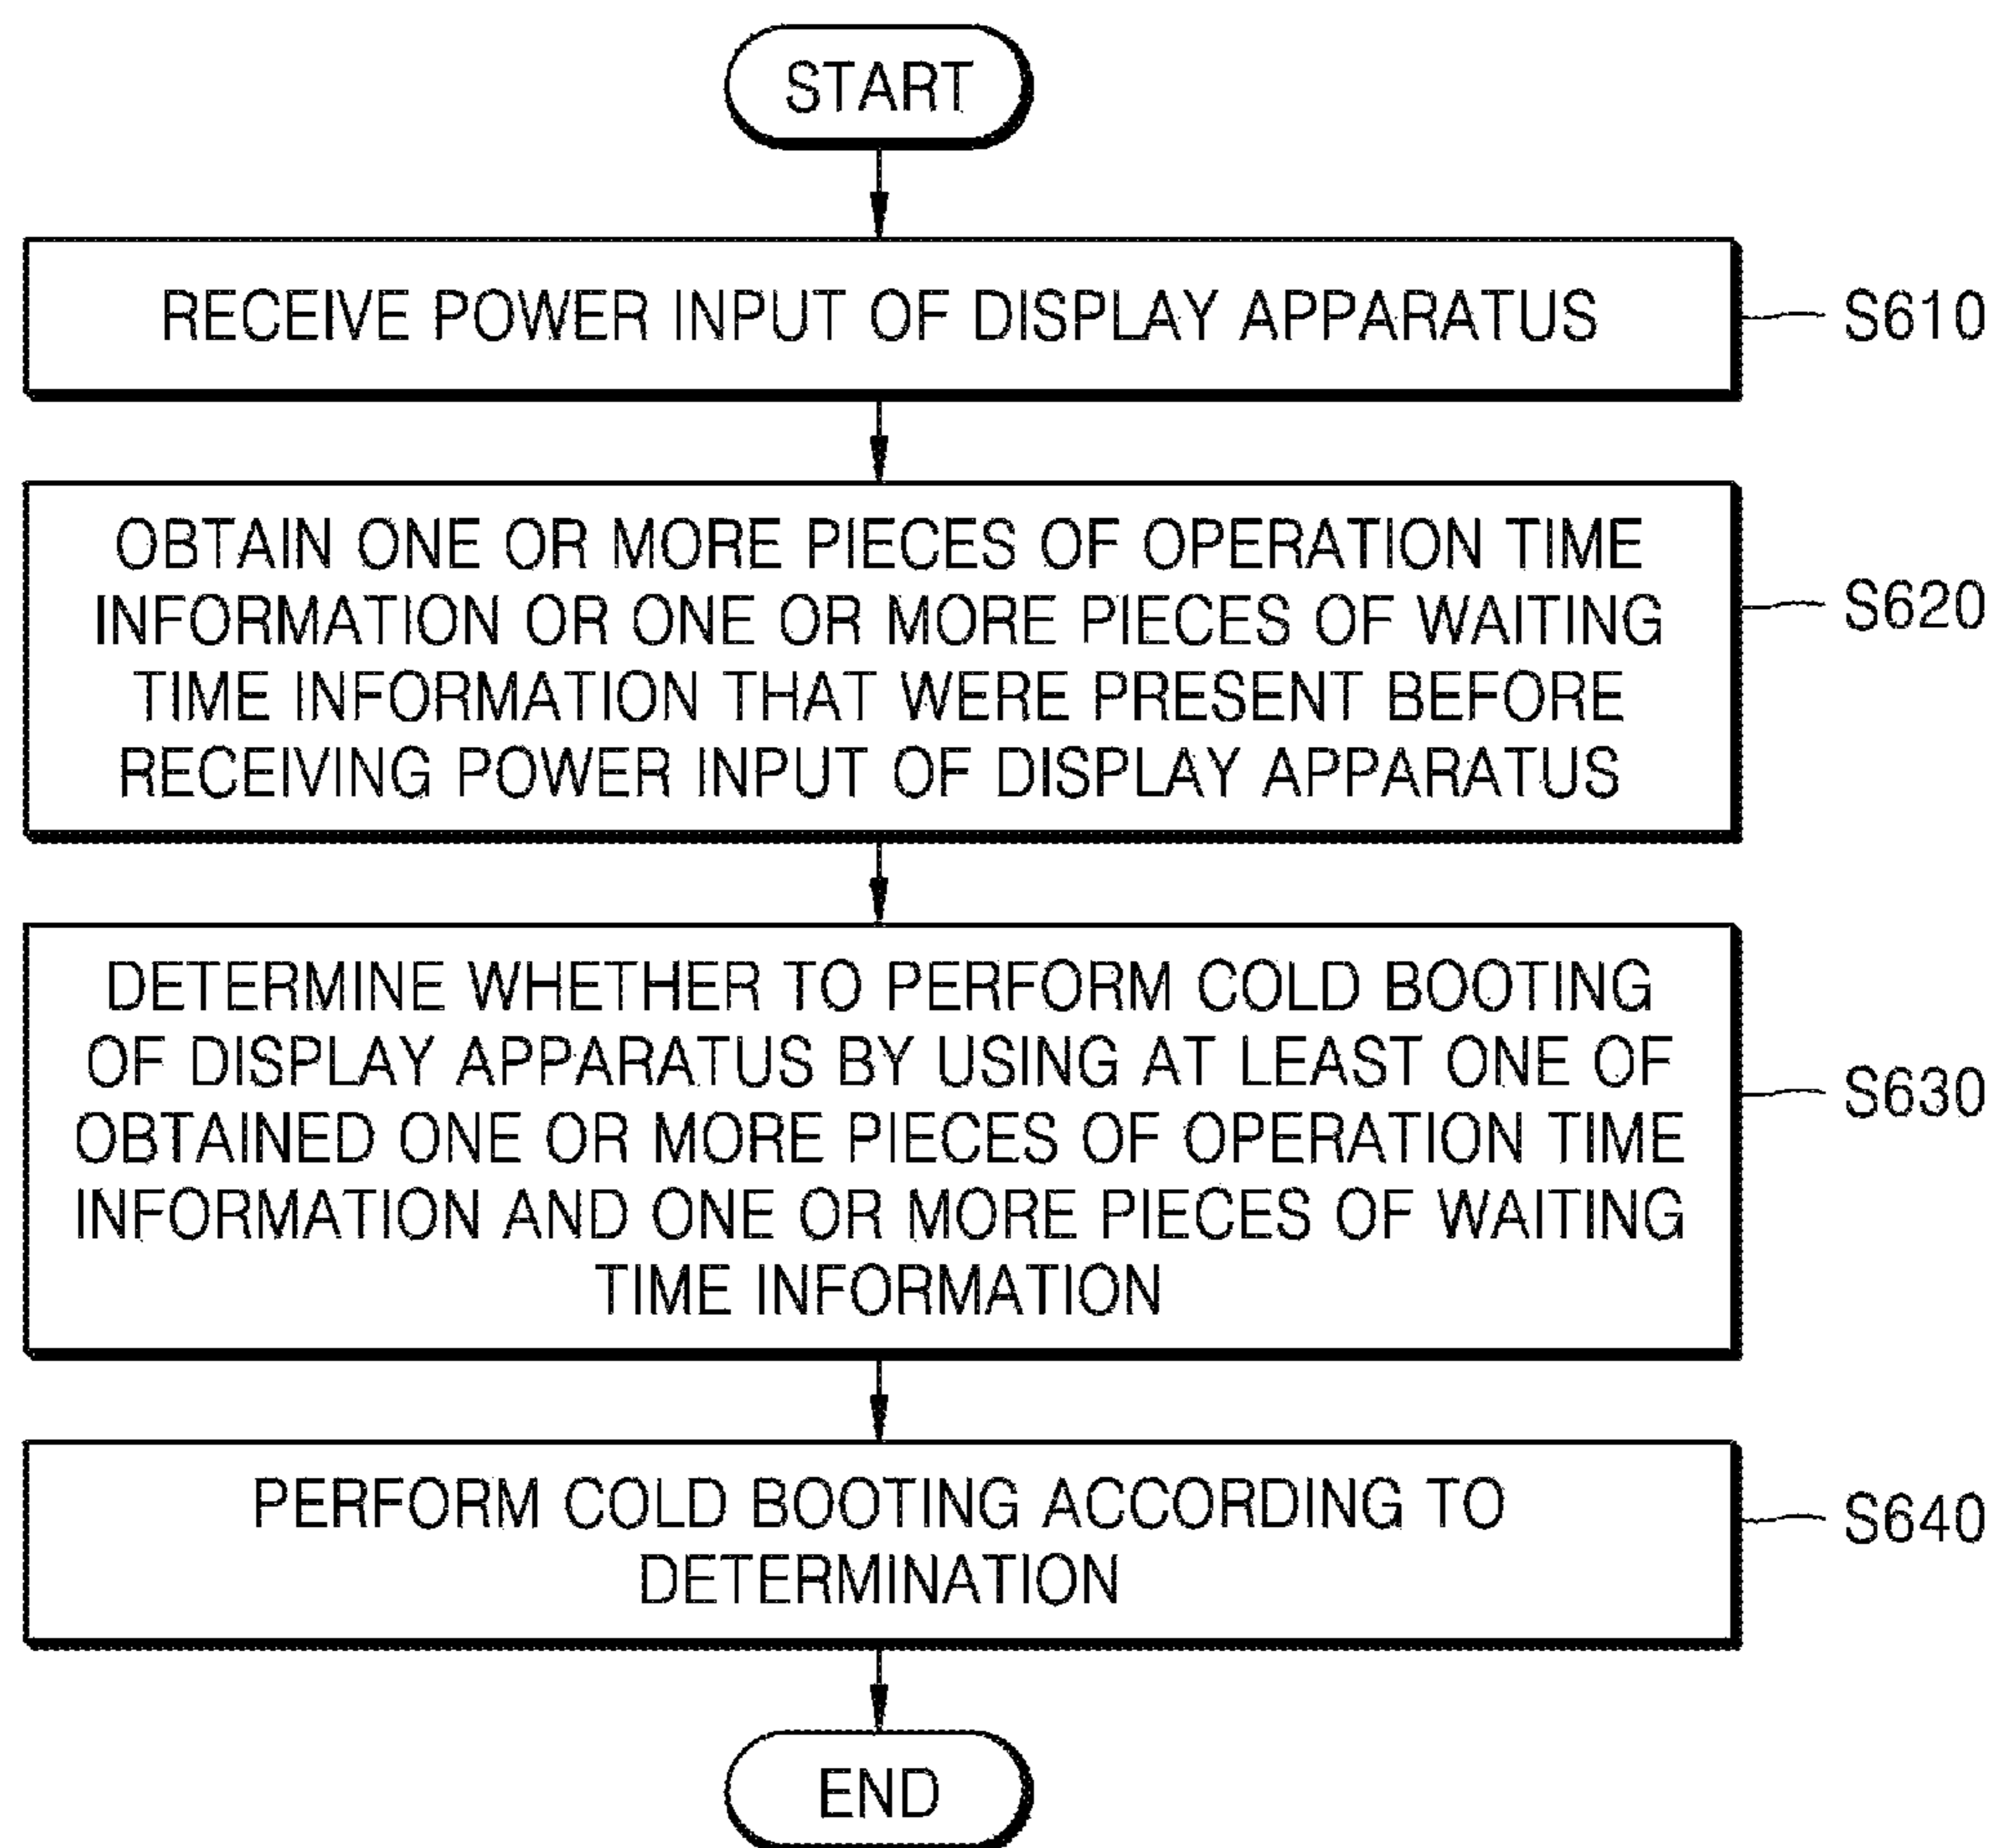 START
RECEIVE POWER INPUT OF DISPLAY APPARATUS
S610
OBTAIN ONE OR MORE PIECES OF OPERATION TIME
INFORMATION OR ONE OR MORE PIECES OF WAITING
TIME INFORMATION THAT WERE PRESENT BEFORE
RECEIVING POWER INPUT OF DISPLAY APPARATUS
S620
DETERMINE WHETHER TO PERFORM COLD BOOTING
OF DISPLAY APPARATUS BY USING AT LEAST ONE OF
OBTAINED ONE OR MORE PIECES OF OPERATION TIME
INFORMATION AND ONE OR MORE PIECES OF WAITING
TIME INFORMATION
S630
PERFORM COLD BOOTING ACCORDING TO
DETERMINATION
S640
END